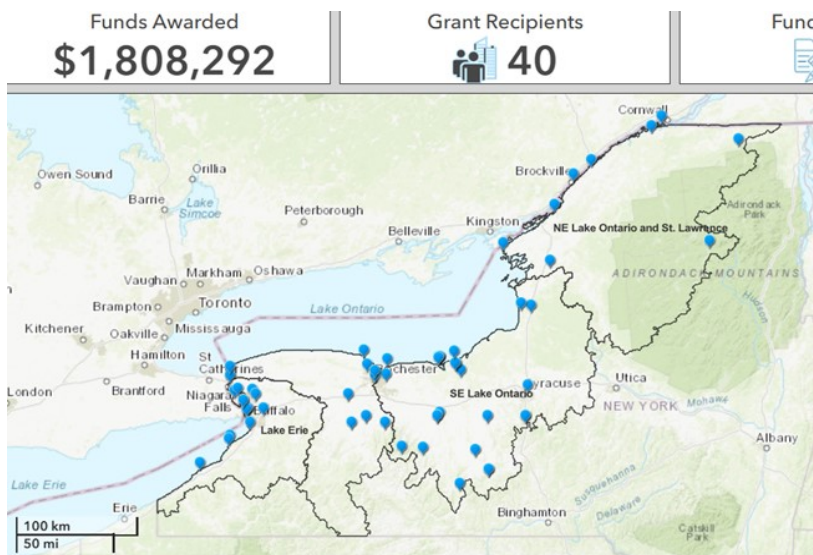 Funds Awarded
$1,808,292
Grant Recipients
40
Fund
Cornwall
Owen Sound
Orillia
Brockville
Barrie
Lake
Simcoe
Peterborough
Belleville
Kingston
NE Lake Ontario and St. Lawrence
Adirondack
Park
Vaughan
Markham
Oshawa
ADIRONDACK MOUNTAINS
Brampton
Toronto
Lake Ontario
Hudson
Kitchener
Oakville
Mississauga
Hamilton
St
Catharines
London
Brantford
Niagara
Falls
Buffalo
Lake Erie
SE Lake Ontario
Utica
NEW YORK
Mohawk
Albany
Lake Erie
Erie
Binghamton
Susquehanna
Delaware
Catskill
Park
100 km
50 mi